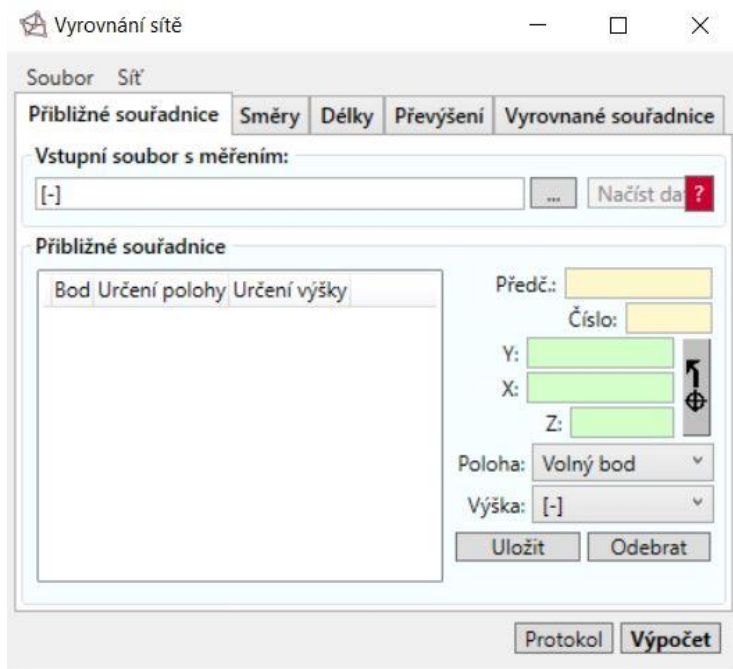 Vyrovnání sítě
Soubor Síť
Přibližné souřadnice Směry Délky Převýšení Vyrovnané souřadnice
Vstupní soubor s měřením:
[-] ... Načíst da ?
Přibližné souřadnice
Bod Určení polohy Určení výšky
Předč.:
Číslo:
Y:
X:
Z:
Poloha: Volný bod
Výška: [-]
Uložit Odebrat
Protokol Výpočet